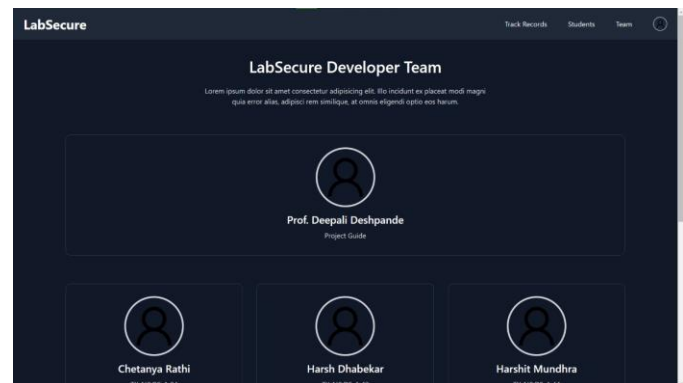 LabSecure
Track Records Students Team
LabSecure Developer Team
Lorem ipsum dolor sit amet consectetur adipisicing elit. Illo incidunt ex placeat modi magni
quia error alias, adipisci rem similique, at omnis eligendi optio eos harum.
Prof. Deepali Deshpande
Project Guide
Chetanya Rathi
Harsh Dhabekar
Harshit Mundhra